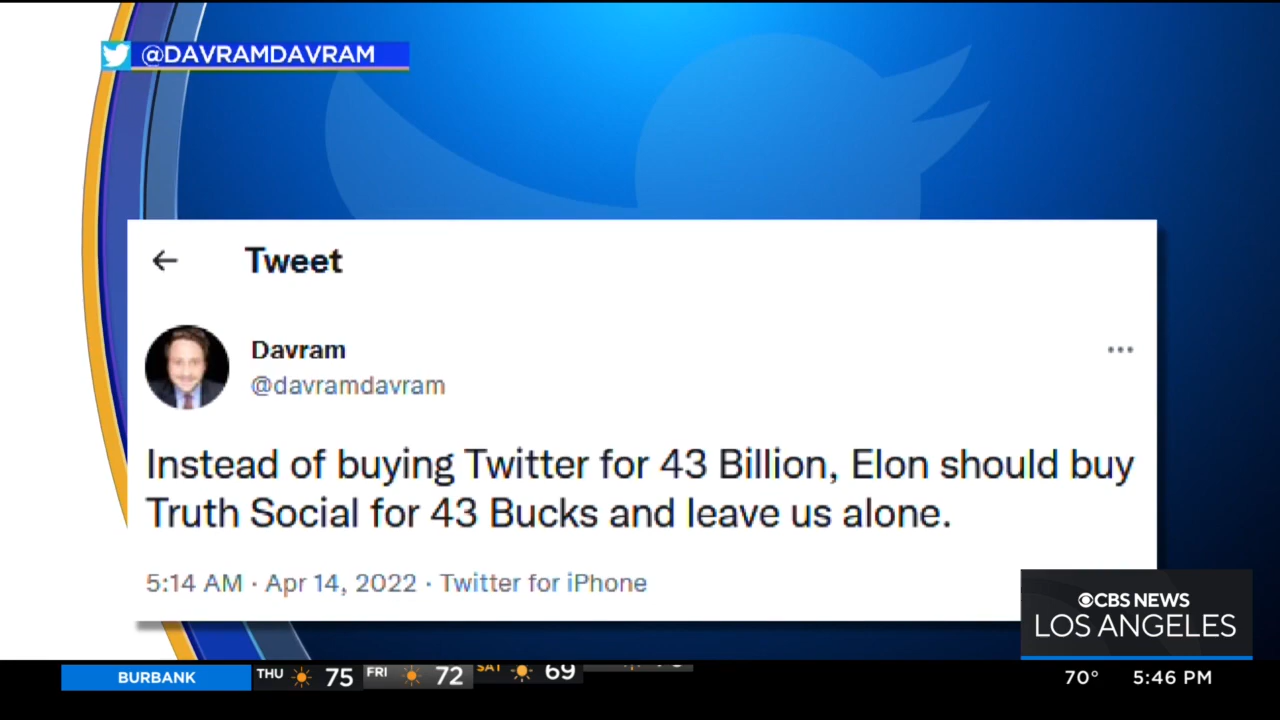 @DAVRAMDAVRAM
Tweet
Davram
@davramdavram
Instead of buying Twitter for 43 Billion, Elon should buy
Truth Social for 43 Bucks and leave us alone.
5:14 AM · Apr 14, 2022 · Twitter for iPhone
CBS NEWS
LOS ANGELES
BURBANK THU 75 FRI 72 SAT 69 70° 5:46 PM